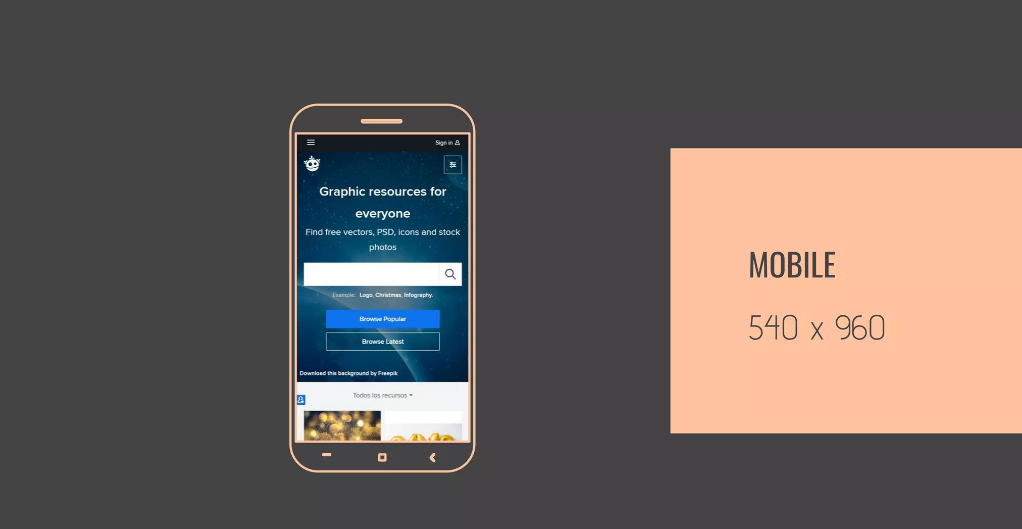 Sign in
Graphic resources for
everyone
Find free vectors, PSD, icons and stock
photos
Example: Logo, Christmas, Infography.
Browse Popular
Browse Latest
Download this background by Freepik
Todos los recursos
MOBILE
540 x 960